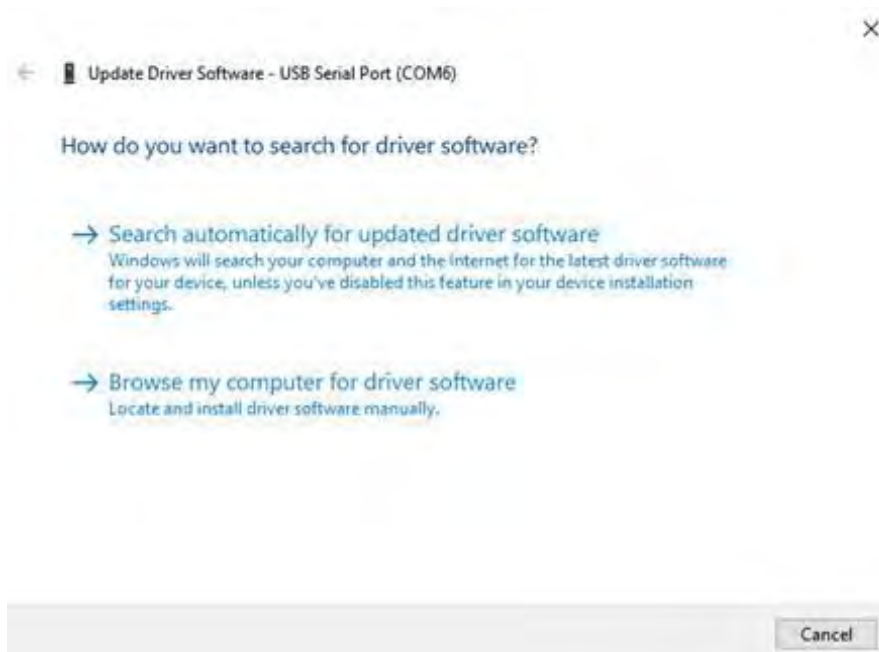 Update Driver Software - USB Serial Port (COM6)
How do you want to search for driver software?
Search automatically for updated driver software
Windows will search your computer and the Internet for the latest driver software
for your device, unless you've disabled this feature in your device installation
settings.
Browse my computer for driver software
Locate and install driver software manually.
Cancel